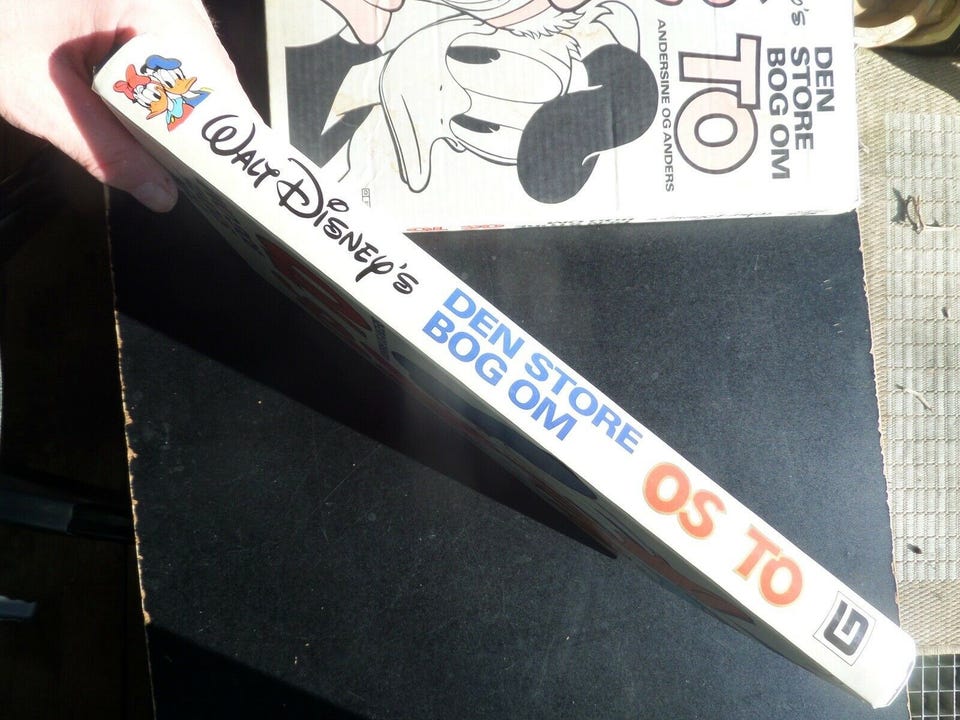 WALT DISNEY'S
DEN STORE
BOG OM
OS TO
G
DEN
STORE
BOG OM
TO
ANDERSINE OG ANDERS